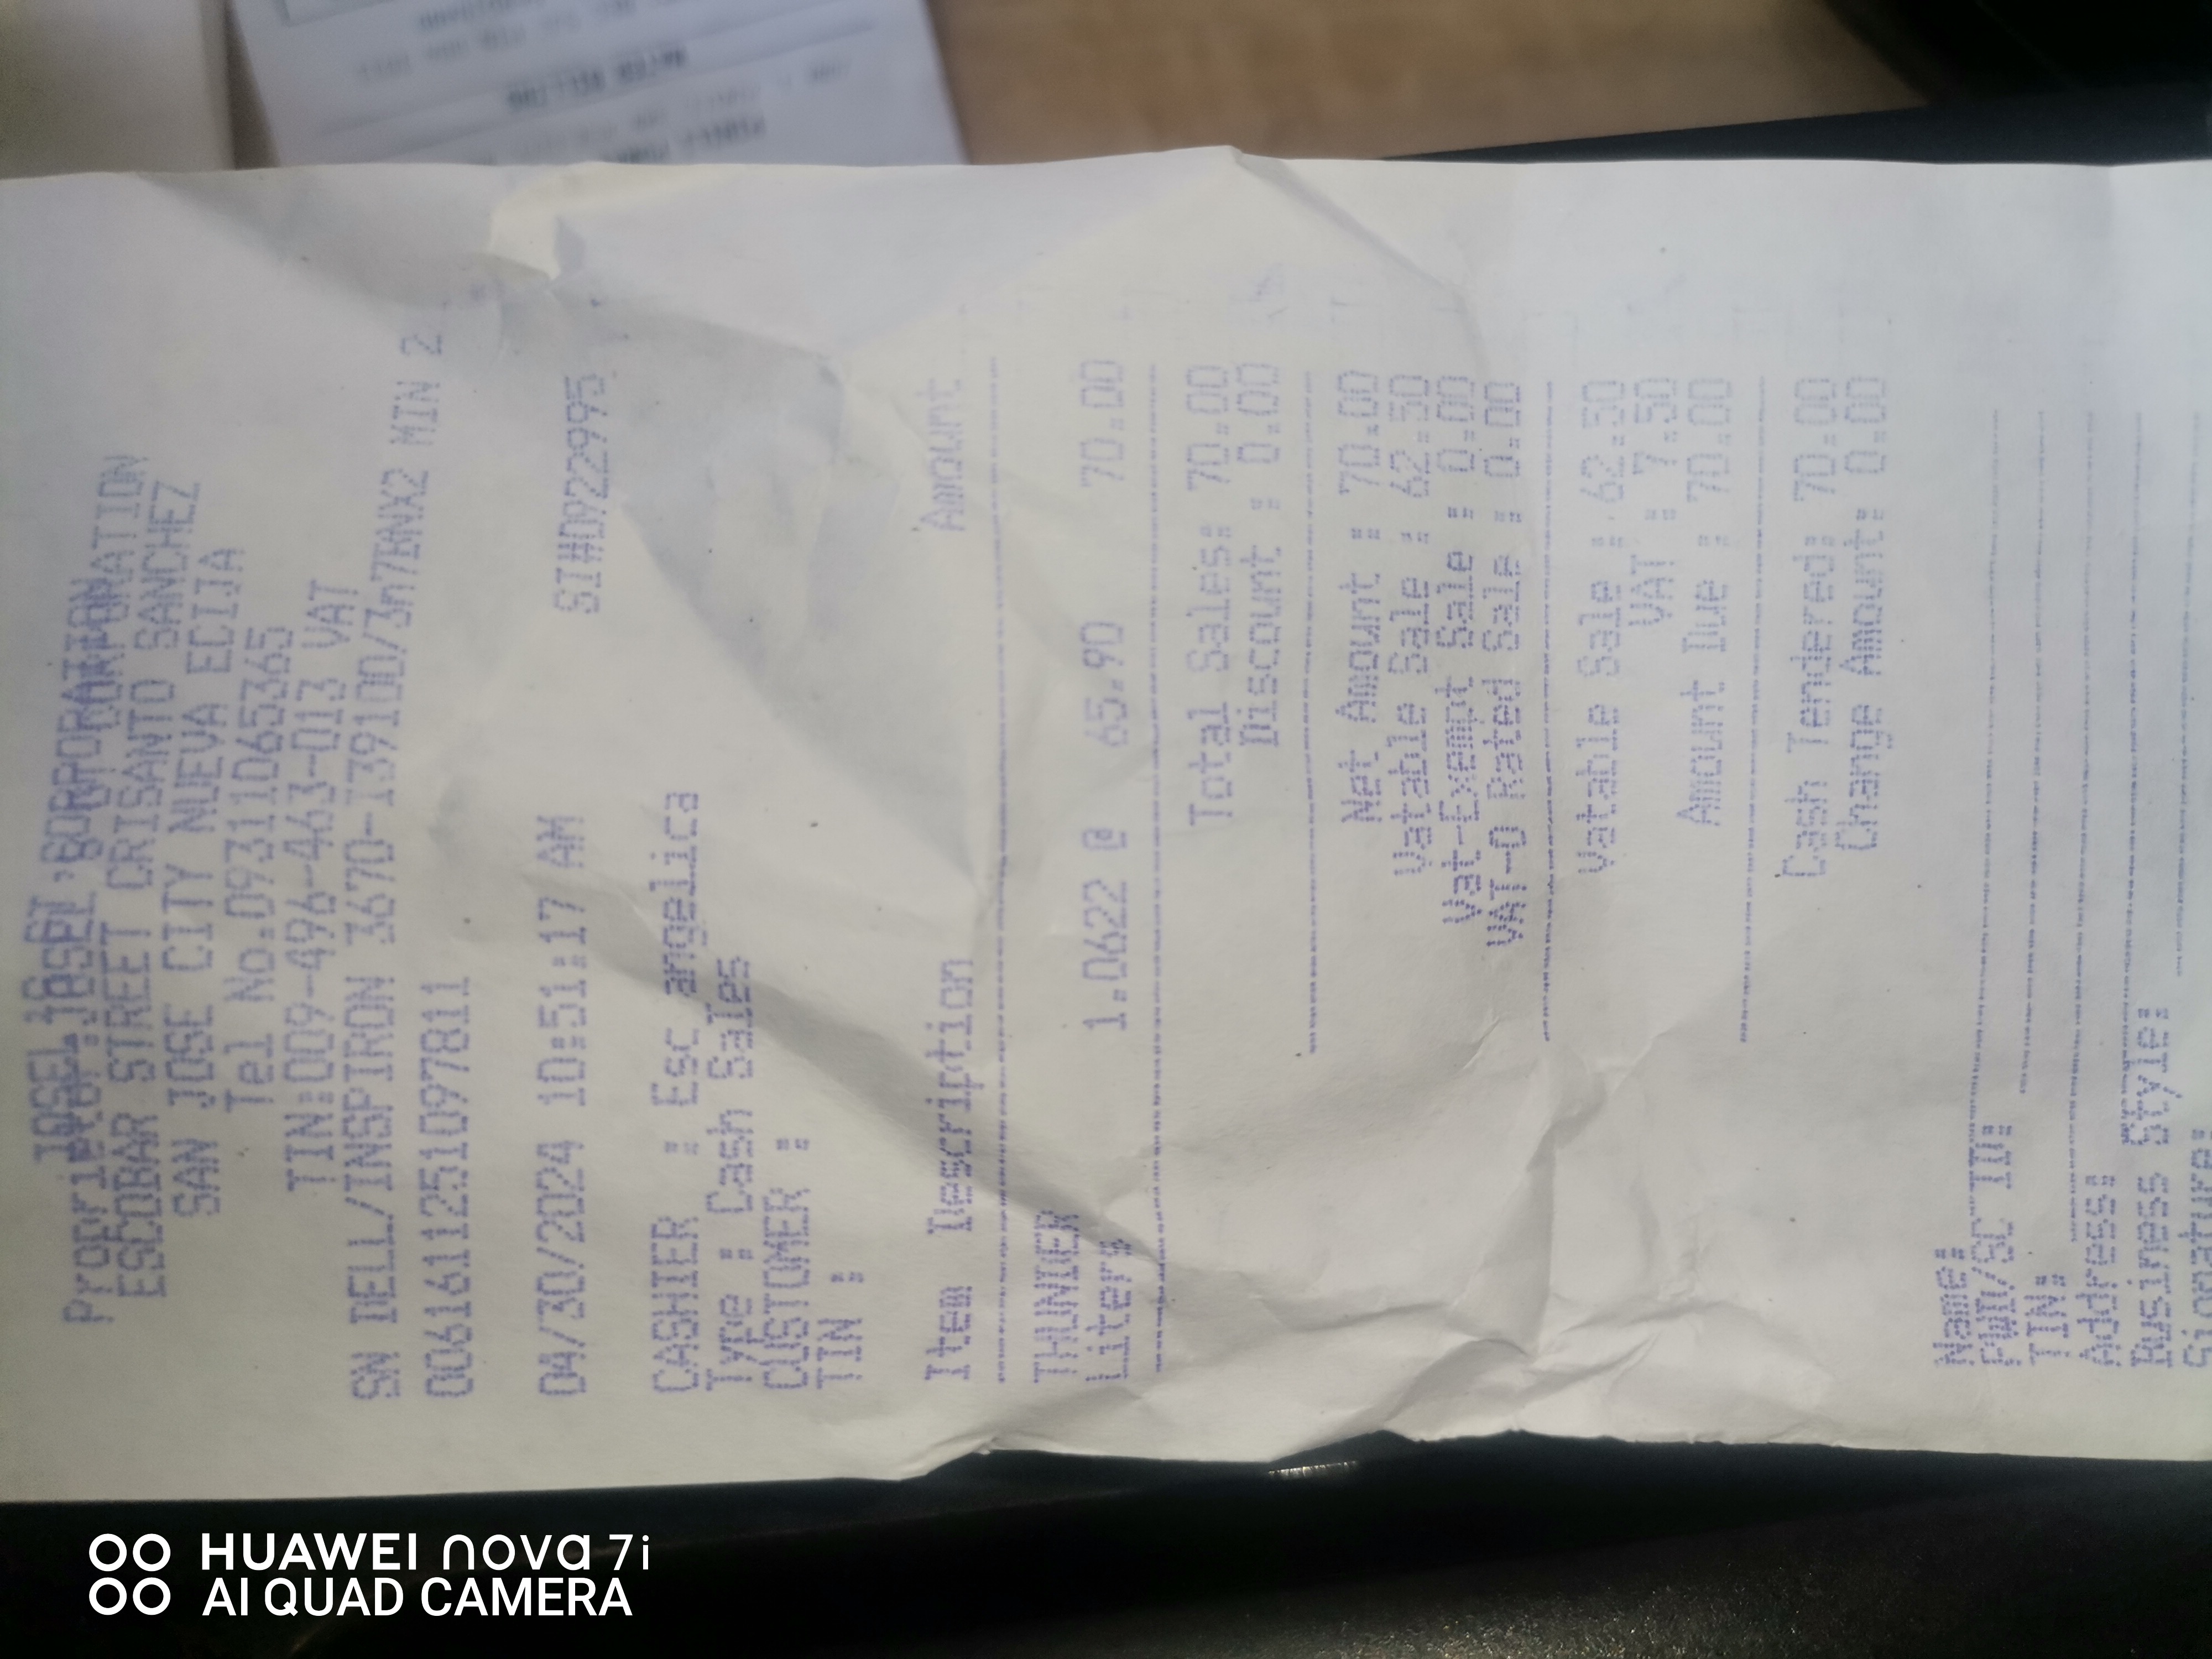 Proprietor:JOSEL CORPORATION
ESCOBAR STREET CRISANTO SANCHEZ
SAN JOSE CITY NUEVA ECIJA
Tel No.09311065365
TIN:009-496-463-013 VAT
SN DELL/INSPIRON 3670-I39100/3n7BNX2 MIN 2
0061611251097811
04/30/2024 10:51:17 AM SI#0922995
CASHIER : Esc angelica
Type : Cash Sales
CUSTOMER :
TIN :
Item Description Amount
THUNDER
Liters 1.0622 @ 65.90 70.00
Total Sales: 70.00
Discount : 0.00
Net Amount : 70.00
Vatable Sale : 62.50
Vat-Exempt Sale : 0.00
VAT-0 Rated Sale : 0.00
Vatable Sale : 62.50
VAT : 7.50
Amount Due : 70.00
Cash Tendered: 70.00
Change Amount: 0.00
Name:
PWD/SC ID:
TIN:
Address:
Business Style:
Signature:
WATER BILLING
HUAWEI nova 7i
AI QUAD CAMERA